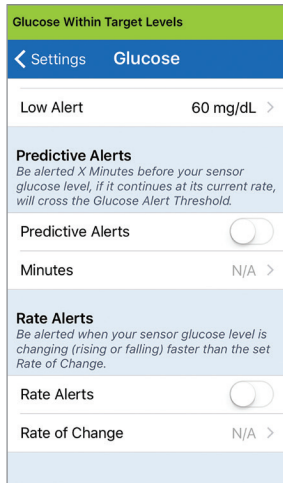 Glucose Within Target Levels
Settings Glucose
Low Alert 60 mg/dL
Predictive Alerts
Be alerted X Minutes before your sensor
glucose level, if it continues at its current rate,
will cross the Glucose Alert Threshold.
Predictive Alerts
Minutes N/A
Rate Alerts
Be alerted when your sensor glucose level is
changing (rising or falling) faster than the set
Rate of Change.
Rate Alerts
Rate of Change N/A